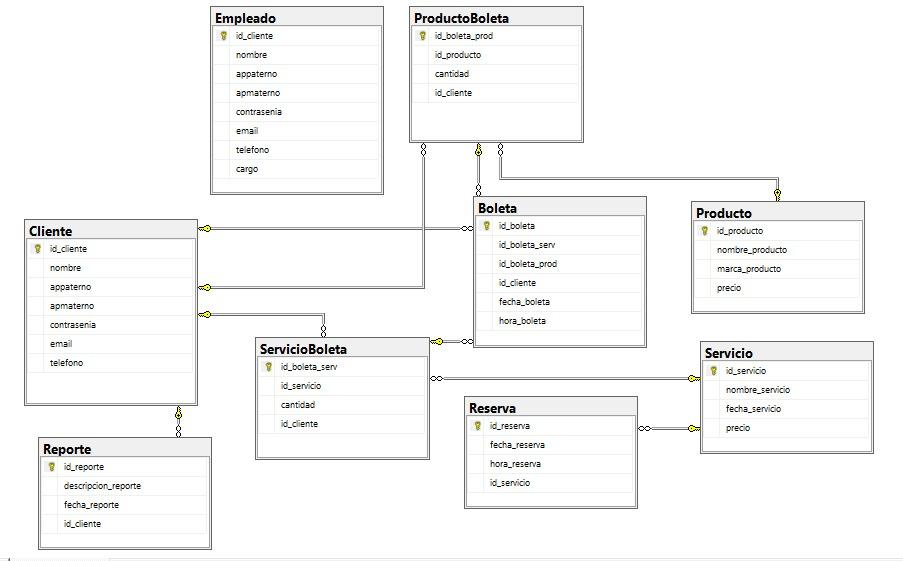 Empleado
id_cliente
nombre
appaterno
apmaterno
contrasenia
email
telefono
cargo
ProductoBoleta
id_boleta_prod
id_producto
cantidad
id_cliente
Cliente
id_cliente
nombre
appaterno
apmaterno
contrasenia
email
telefono
Boleta
id_boleta
id_boleta_serv
id_boleta_prod
id_cliente
fecha_boleta
hora_boleta
Producto
id_producto
nombre_producto
marca_producto
precio
ServicioBoleta
id_boleta_serv
id_servicio
cantidad
id_cliente
Servicio
id_servicio
nombre_servicio
fecha_servicio
precio
Reserva
id_reserva
fecha_reserva
hora_reserva
id_servicio
Reporte
id_reporte
descripcion_reporte
fecha_reporte
id_cliente